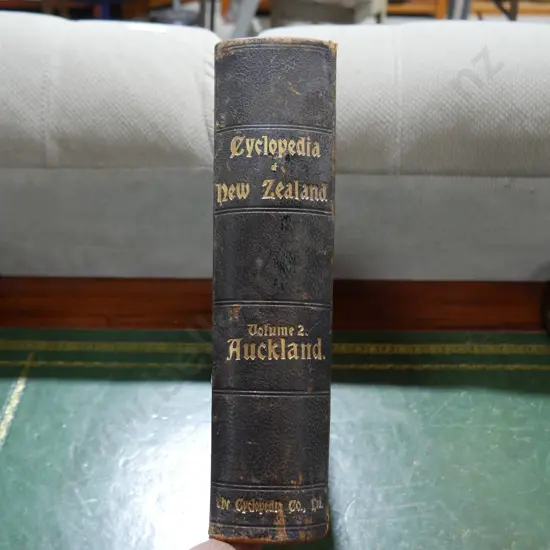 Cyclopedia
of
New Zealand.
Volume 2.
Auckland.
The Cyclopedia Co., Ltd.